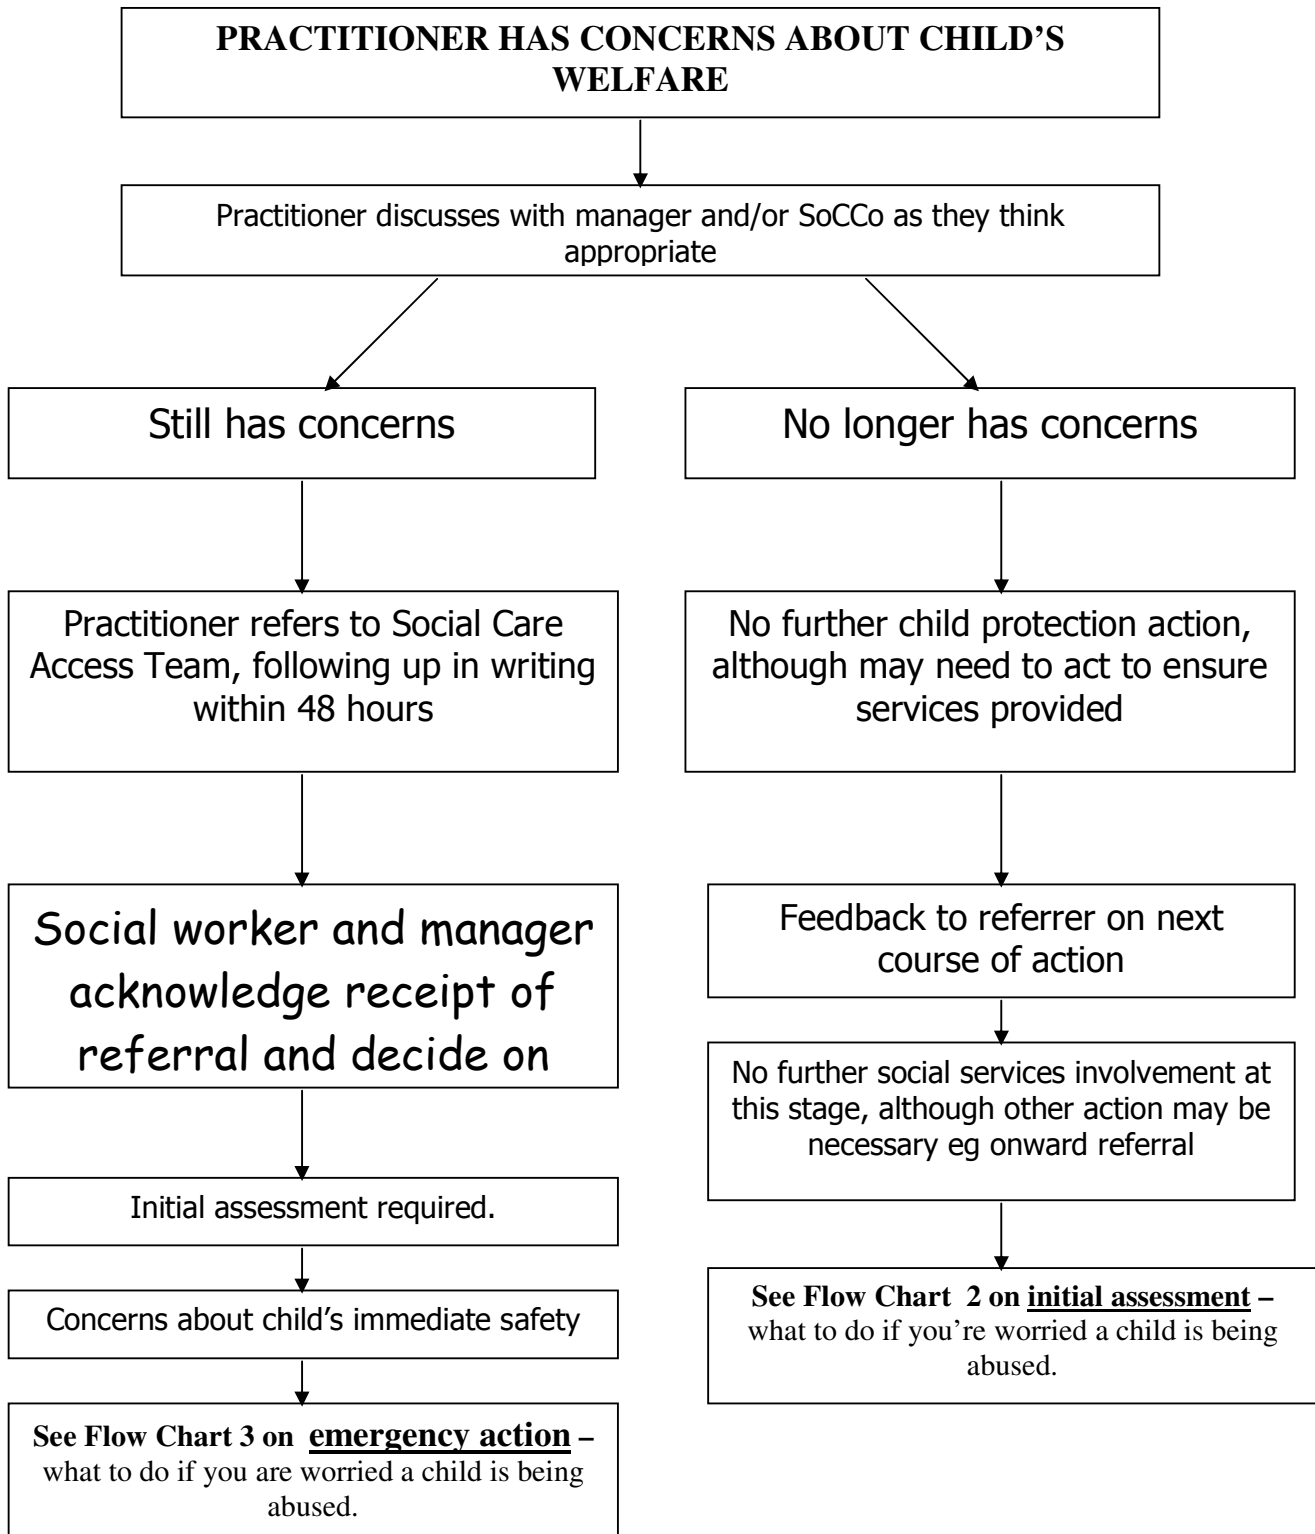 PRACTITIONER HAS CONCERNS ABOUT CHILD'S
WELFARE
Practitioner discusses with manager and/or SoCCo as they think
appropriate
Still has concerns
No longer has concerns
Practitioner refers to Social Care
Access Team, following up in writing
within 48 hours
No further child protection action,
although may need to act to ensure
services provided
Social worker and manager
acknowledge receipt of
referral and decide on
Feedback to referrer on next
course of action
No further social services involvement at
this stage, although other action may be
necessary eg onward referral
Initial assessment required.
Concerns about child's immediate safety
See Flow Chart 2 on initial assessment –
what to do if you're worried a child is being
abused.
See Flow Chart 3 on emergency action –
what to do if you are worried a child is being
abused.